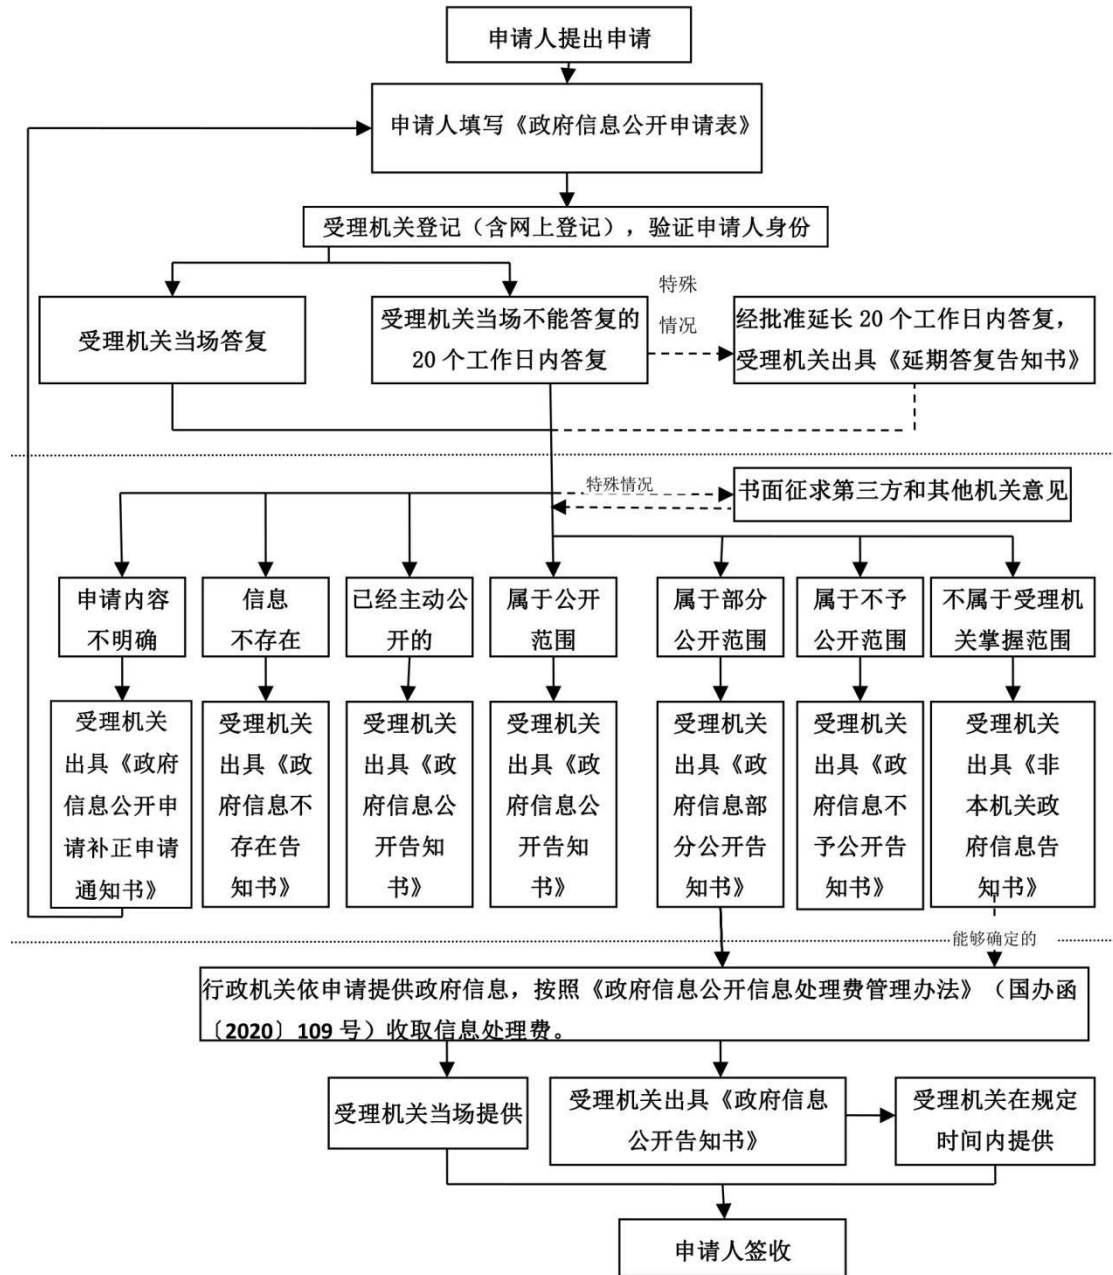 申请人提出申请
申请人填写《政府信息公开申请表》
受理机关登记（含网上登记），验证申请人身份
受理机关当场答复
受理机关当场不能答复的
20 个工作日内答复
特殊
情况
经批准延长 20 个工作日内答复，
受理机关出具《延期答复告知书》
特殊情况
书面征求第三方和其他机关意见
申请内容
不明确
信息
不存在
已经主动公
开的
属于公开
范围
属于部分
公开范围
属于不予
公开范围
不属于受理机
关掌握范围
受理机关
出具《政府
信息公开申
请补正申请
通知书》
受理机关
出具《政
府信息不
存在告
知书》
受理机关
出具《政
府信息公
开告知
书》
受理机关
出具《政
府信息公
开告知
书》
受理机关
出具《政
府信息部
分公开告
知书》
受理机关
出具《政
府信息不
予公开告
知书》
受理机关
出具《非
本机关政
府信息告
知书》
能够确定的
行政机关依申请提供政府信息，按照《政府信息公开信息处理费管理办法》（国办函
〔2020〕109 号）收取信息处理费。
受理机关当场提供
受理机关出具《政府信息
公开告知书》
受理机关在规定
时间内提供
申请人签收